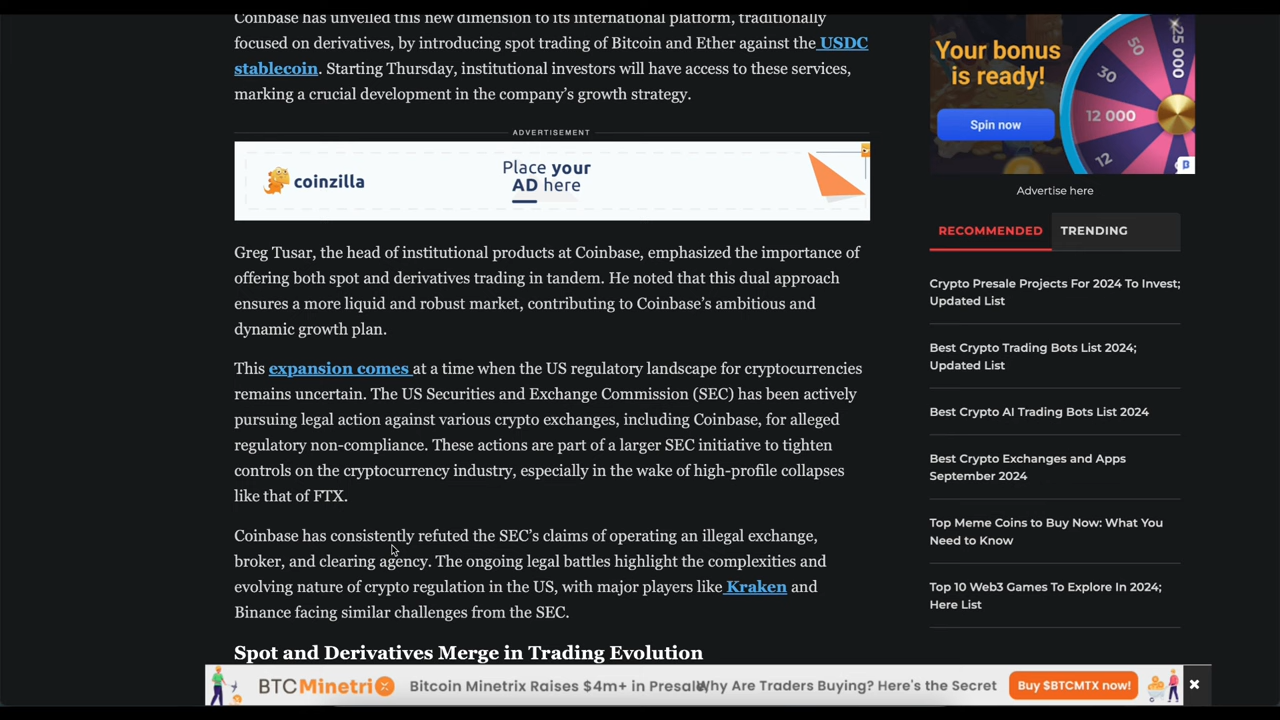 Coinbase has unveiled this new dimension to its international platform, traditionally
focused on derivatives, by introducing spot trading of Bitcoin and Ether against the USDC
stablecoin. Starting Thursday, institutional investors will have access to these services,
marking a crucial development in the company's growth strategy.
ADVERTISEMENT
coinzilla
Place your
AD here
Greg Tusar, the head of institutional products at Coinbase, emphasized the importance of
offering both spot and derivatives trading in tandem. He noted that this dual approach
ensures a more liquid and robust market, contributing to Coinbase's ambitious and
dynamic growth plan.
This expansion comes at a time when the US regulatory landscape for cryptocurrencies
remains uncertain. The US Securities and Exchange Commission (SEC) has been actively
pursuing legal action against various crypto exchanges, including Coinbase, for alleged
regulatory non-compliance. These actions are part of a larger SEC initiative to tighten
controls on the cryptocurrency industry, especially in the wake of high-profile collapses
like that of FTX.
Coinbase has consistently refuted the SEC's claims of operating an illegal exchange,
broker, and clearing agency. The ongoing legal battles highlight the complexities and
evolving nature of crypto regulation in the US, with major players like Kraken and
Binance facing similar challenges from the SEC.
Spot and Derivatives Merge in Trading Evolution
Your bonus
is ready!
Spin now
30
50
25 000
12 000
12
Advertise here
RECOMMENDED
TRENDING
Crypto Presale Projects For 2024 To Invest;
Updated List
Best Crypto Trading Bots List 2024;
Updated List
Best Crypto AI Trading Bots List 2024
Best Crypto Exchanges and Apps
September 2024
Top Meme Coins to Buy Now: What You
Need to Know
Top 10 Web3 Games To Explore In 2024;
Here List
BTCMinetrix
Bitcoin Minetrix Raises $4m+ in Presale
Why Are Traders Buying? Here's the Secret
Buy $BTCMTX now!